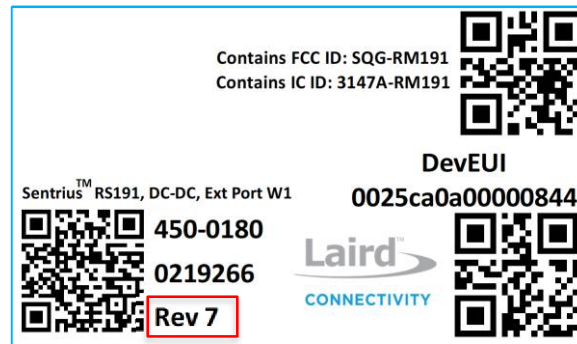 Contains FCC ID: SQG-RM191
Contains IC ID: 3147A-RM191
DevEUI
0025ca0a00000844
Sentrius™ RS191, DC-DC, Ext Port W1
450-0180
0219266
Rev 7
Laird™
CONNECTIVITY